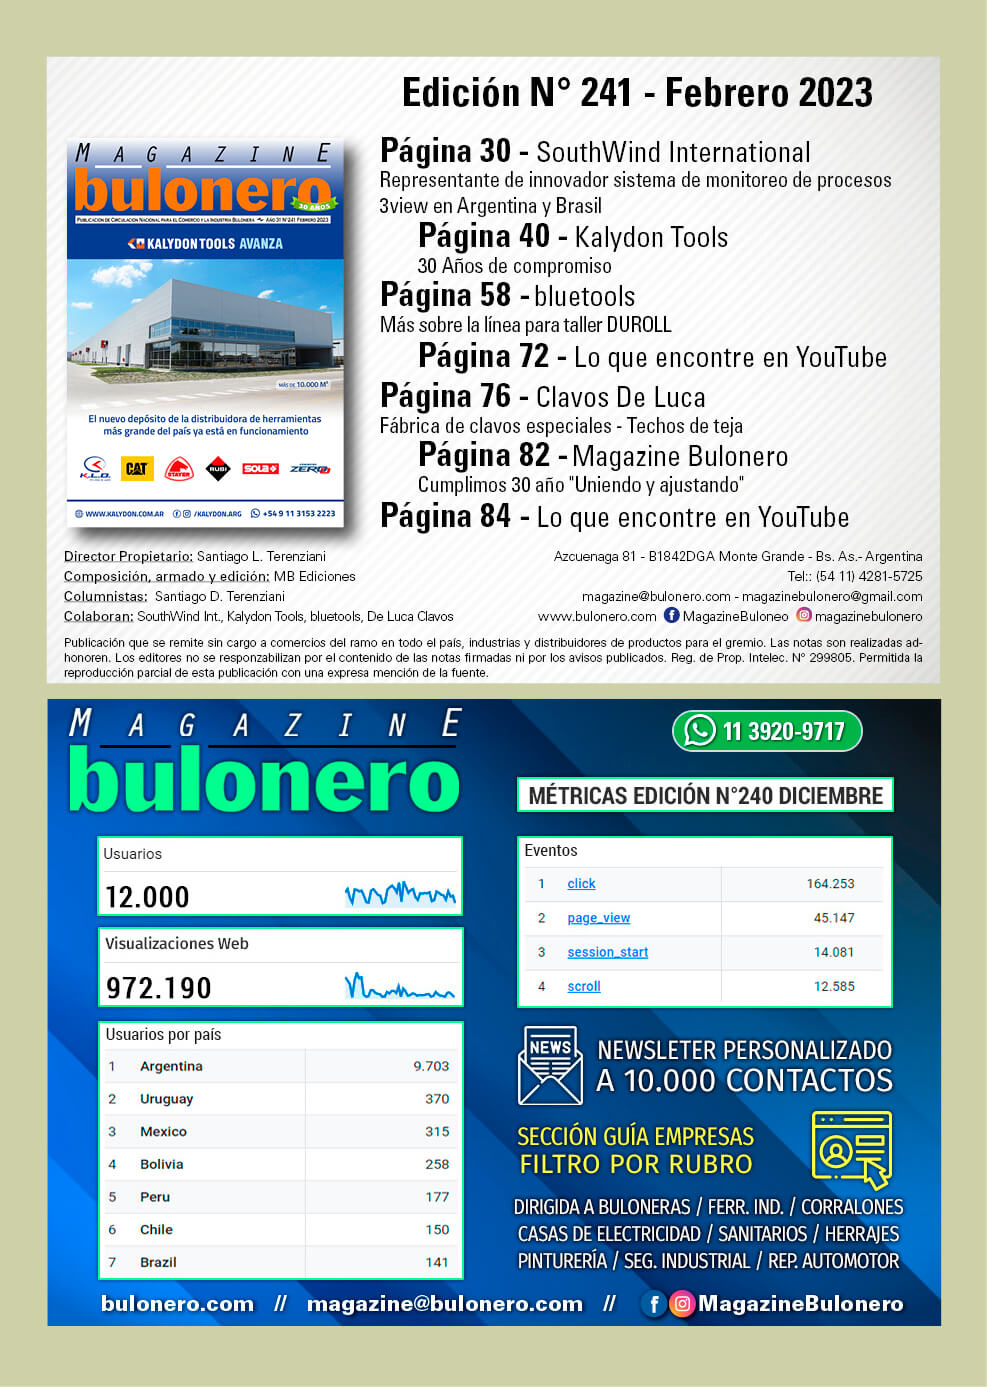 Edición N° 241 - Febrero 2023
MAGAZINE
bulonero
30 AÑOS
PUBLICACION DE CIRCULACIÓN NACIONAL PARA EL COMERCIO Y LA INDUSTRIA BULONERA ~ AÑO 31 Nº241 FEBRERO 2023
KALYDON TOOLS AVANZA
MÁS DE 10.000 M²
El nuevo depósito de la distribuidora de herramientas
más grande del país ya está en funcionamiento
K.L.D. CAT STAYER RUBI SOLA ZERO
WWW.KALYDON.COM.AR /KALYDON.ARG +54 9 11 3153 2223
Página 30 - SouthWind International
Representante de innovador sistema de monitoreo de procesos
3view en Argentina y Brasil
Página 40 - Kalydon Tools
30 Años de compromiso
Página 58 - bluetools
Más sobre la línea para taller DUROLL
Página 72 - Lo que encontre en YouTube
Página 76 - Clavos De Luca
Fábrica de clavos especiales - Techos de teja
Página 82 - Magazine Bulonero
Cumplimos 30 año "Uniendo y ajustando"
Página 84 - Lo que encontre en YouTube
Director Propietario: Santiago L. Terenziani
Composición, armado y edición: MB Ediciones
Columnistas: Santiago D. Terenziani
Colaboran: SouthWind Int., Kalydon Tools, bluetools, De Luca Clavos
Azcuenaga 81 - B1842DGA Monte Grande - Bs. As.- Argentina
Tel:: (54 11) 4281-5725
magazine@bulonero.com - magazinebulonero@gmail.com
www.bulonero.com MagazineBuloneo magazinebulonero
Publicación que se remite sin cargo a comercios del ramo en todo el país, industrias y distribuidores de productos para el gremio. Las notas son realizadas ad-
honoren. Los editores no se responzabilizan por el contenido de las notas firmadas ni por los avisos publicados. Reg. de Prop. Intelec. Nº 299805. Permitida la
reproducción parcial de esta publicación con una expresa mención de la fuente.
MAGAZINE
bulonero
11 3920-9717
MÉTRICAS EDICIÓN N°240 DICIEMBRE
Usuarios
12.000
Visualizaciones Web
972.190
Usuarios por país
1 Argentina 9.703
2 Uruguay 370
3 Mexico 315
4 Bolivia 258
5 Peru 177
6 Chile 150
7 Brazil 141
Eventos
1 click 164.253
2 page_view 45.147
3 session_start 14.081
4 scroll 12.585
NEWS
NEWSLETER PERSONALIZADO
A 10.000 CONTACTOS
SECCIÓN GUÍA EMPRESAS
FILTRO POR RUBRO
DIRIGIDA A BULONERAS / FERR. IND. / CORRALONES
CASAS DE ELECTRICIDAD / SANITARIOS / HERRAJES
PINTURERÍA / SEG. INDUSTRIAL / REP. AUTOMOTOR
bulonero.com // magazine@bulonero.com // MagazineBulonero